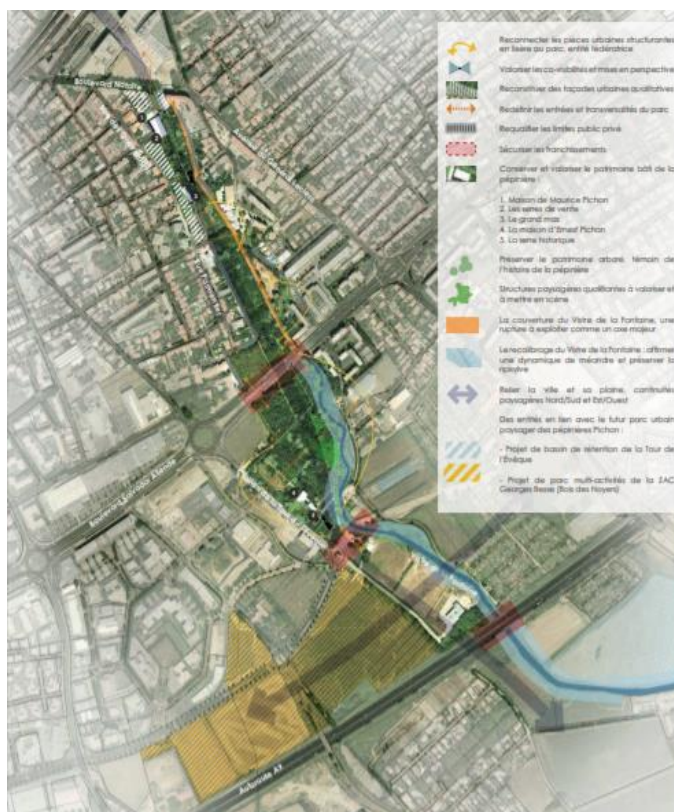 Reconnecter les pièces urbaines structurantes
en lisière au parc, entité fédératrice
Valoriser les co-visibilités et mises en perspective
Reconstituer des façades urbaines qualitatives
Redéfinir les entrées et transversalités du parc
Requalifier les limites public privé
Sécuriser les franchissements
Conserver et valoriser le patrimoine bâti de la
pépinière :
1. Maison de Maurice Pichon
2. Les serres de vente
3. Le grand mas
4. La maison d'Ernest Pichon
5. La serre historique
Préserver le patrimoine arboré, témoin de
l'histoire de la pépinière
Structures paysagères qualifiantes à valoriser et
à mettre en scène
La couverture du Vistre de la Fontaine, une
rupture à exploiter comme un axe majeur
Le recalibrage du Vistre de la Fontaine : affirmer
une dynamique de méandre et préserver la
ripisylve
Relier la ville et sa plaine, continuités
paysagères Nord/Sud et Est/Ouest
Des entités en lien avec le futur parc urbain
paysager des pépinières Pichon :
- Projet de bassin de rétention de la Tour de
l'Évêque
- Projet de parc multi-activités de la ZAC
Georges Besse (Bois des Noyers)
Boulevard Natoire
Boulevard Salvador Allende
Autoroute A9